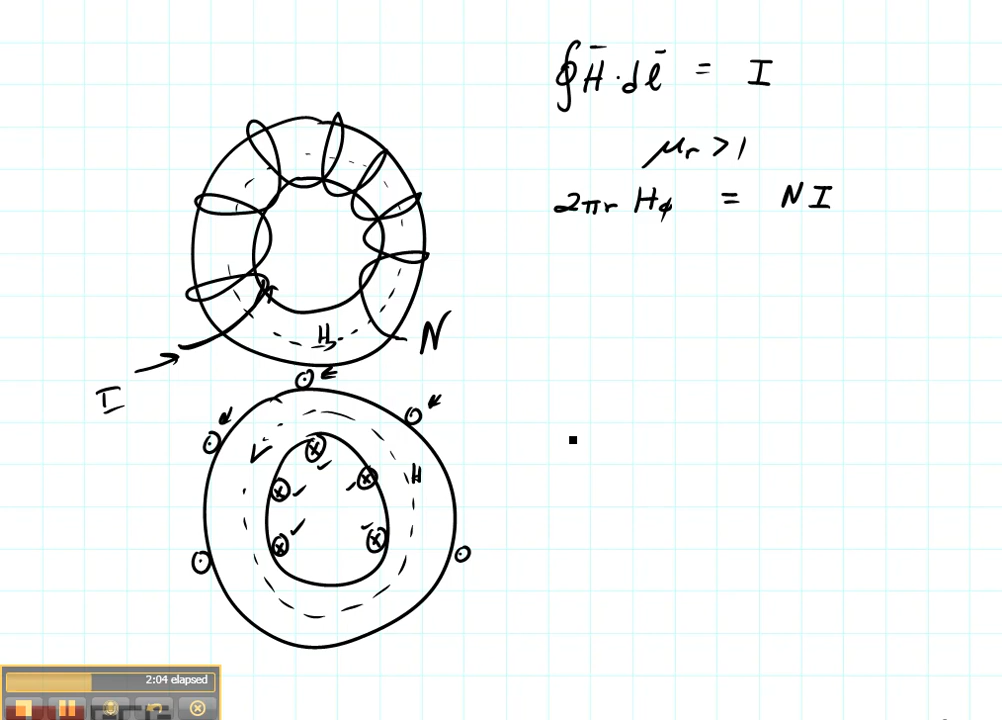 ∮H̄·dl̄ = I
μr > 1
2πr Hϕ = NI
H
N
I
H
2:04 elapsed